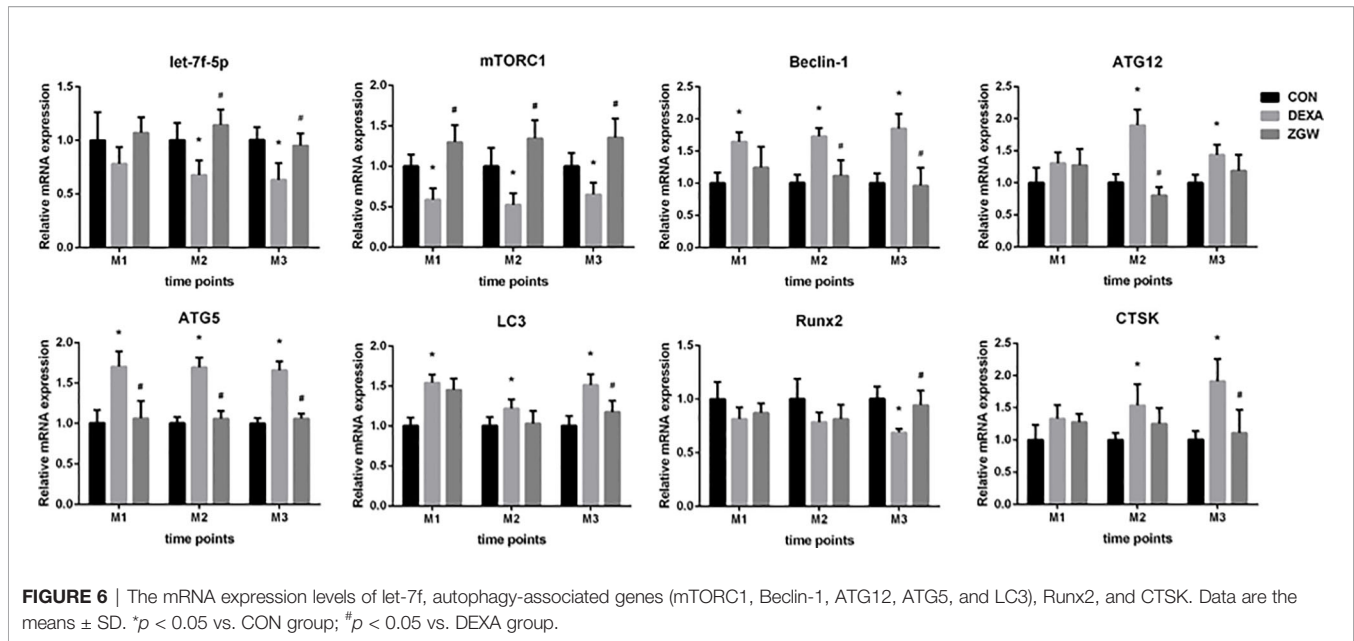 let-7f-5p
Relative mRNA expression
1.5
1.0
0.5
0.0
M1 M2 M3
time points
mTORC1
Relative mRNA expression
2.0
1.5
1.0
0.5
0.0
M1 M2 M3
time points
Beclin-1
Relative mRNA expression
2.5
2.0
1.5
1.0
0.5
0.0
M1 M2 M3
time points
ATG12
Relative mRNA expression
2.5
2.0
1.5
1.0
0.5
0.0
M1 M2 M3
time points
CON
DEXA
ZGW
ATG5
Relative mRNA expression
2.0
1.5
1.0
0.5
0.0
M1 M2 M3
time points
LC3
Relative mRNA expression
2.0
1.5
1.0
0.5
0.0
M1 M2 M3
time points
Runx2
Relative mRNA expression
1.5
1.0
0.5
0.0
M1 M2 M3
time points
CTSK
Relative mRNA expression
2.5
2.0
1.5
1.0
0.5
0.0
M1 M2 M3
time points
FIGURE 6 | The mRNA expression levels of let-7f, autophagy-associated genes (mTORC1, Beclin-1, ATG12, ATG5, and LC3), Runx2, and CTSK. Data are the
means ± SD. *p < 0.05 vs. CON group; #p < 0.05 vs. DEXA group.